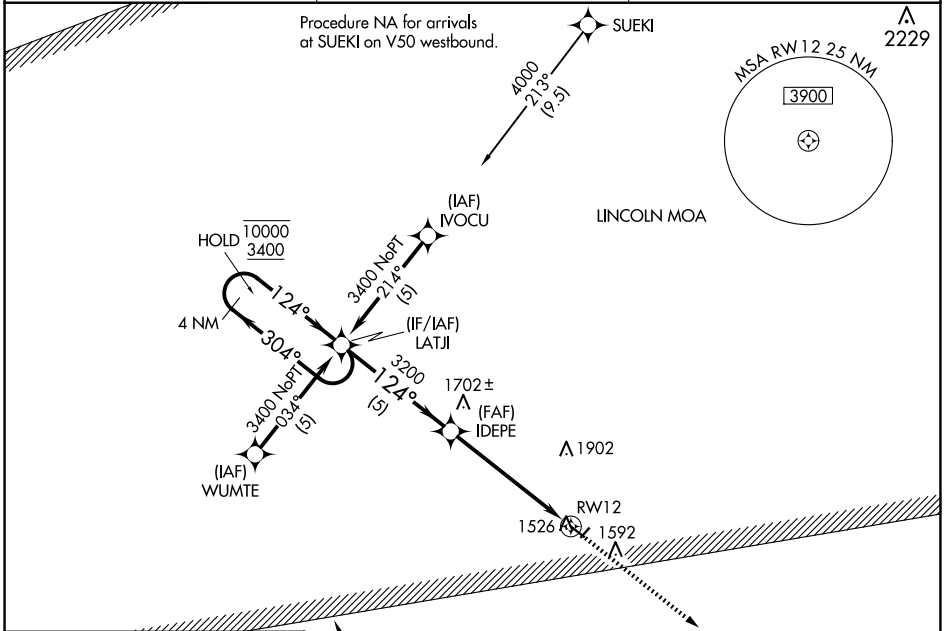 Procedure NA for arrivals
at SUEKI on V50 westbound.
SUEKI
2229
MSA RW12 25 NM
3900
4000
213°
(9.5)
(IAF)
IVOCU
LINCOLN MOA
HOLD
10000
3400
3400 NoPT
214°
(5)
124°
4 NM
304°
(IF/IAF)
LATJI
3200
124°
(5)
1702 ±
(FAF)
IDEPE
3400 NoPT
034°
(5)
(IAF)
WUMTE
1902
RW12
1526
1592